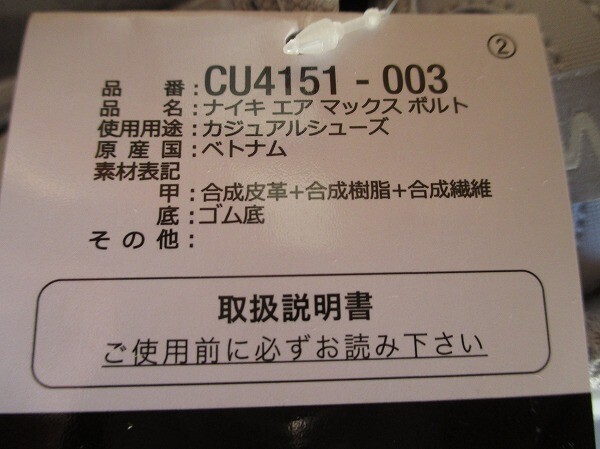 ②
品番:CU4151-003
品名:ナイキ エア マックス ボルト
使用用途:カジュアルシューズ
原産国:ベトナム
素材表記
甲:合成皮革+合成樹脂+合成繊維
底:ゴム底
その他:
取扱説明書
ご使用前に必ずお読み下さい